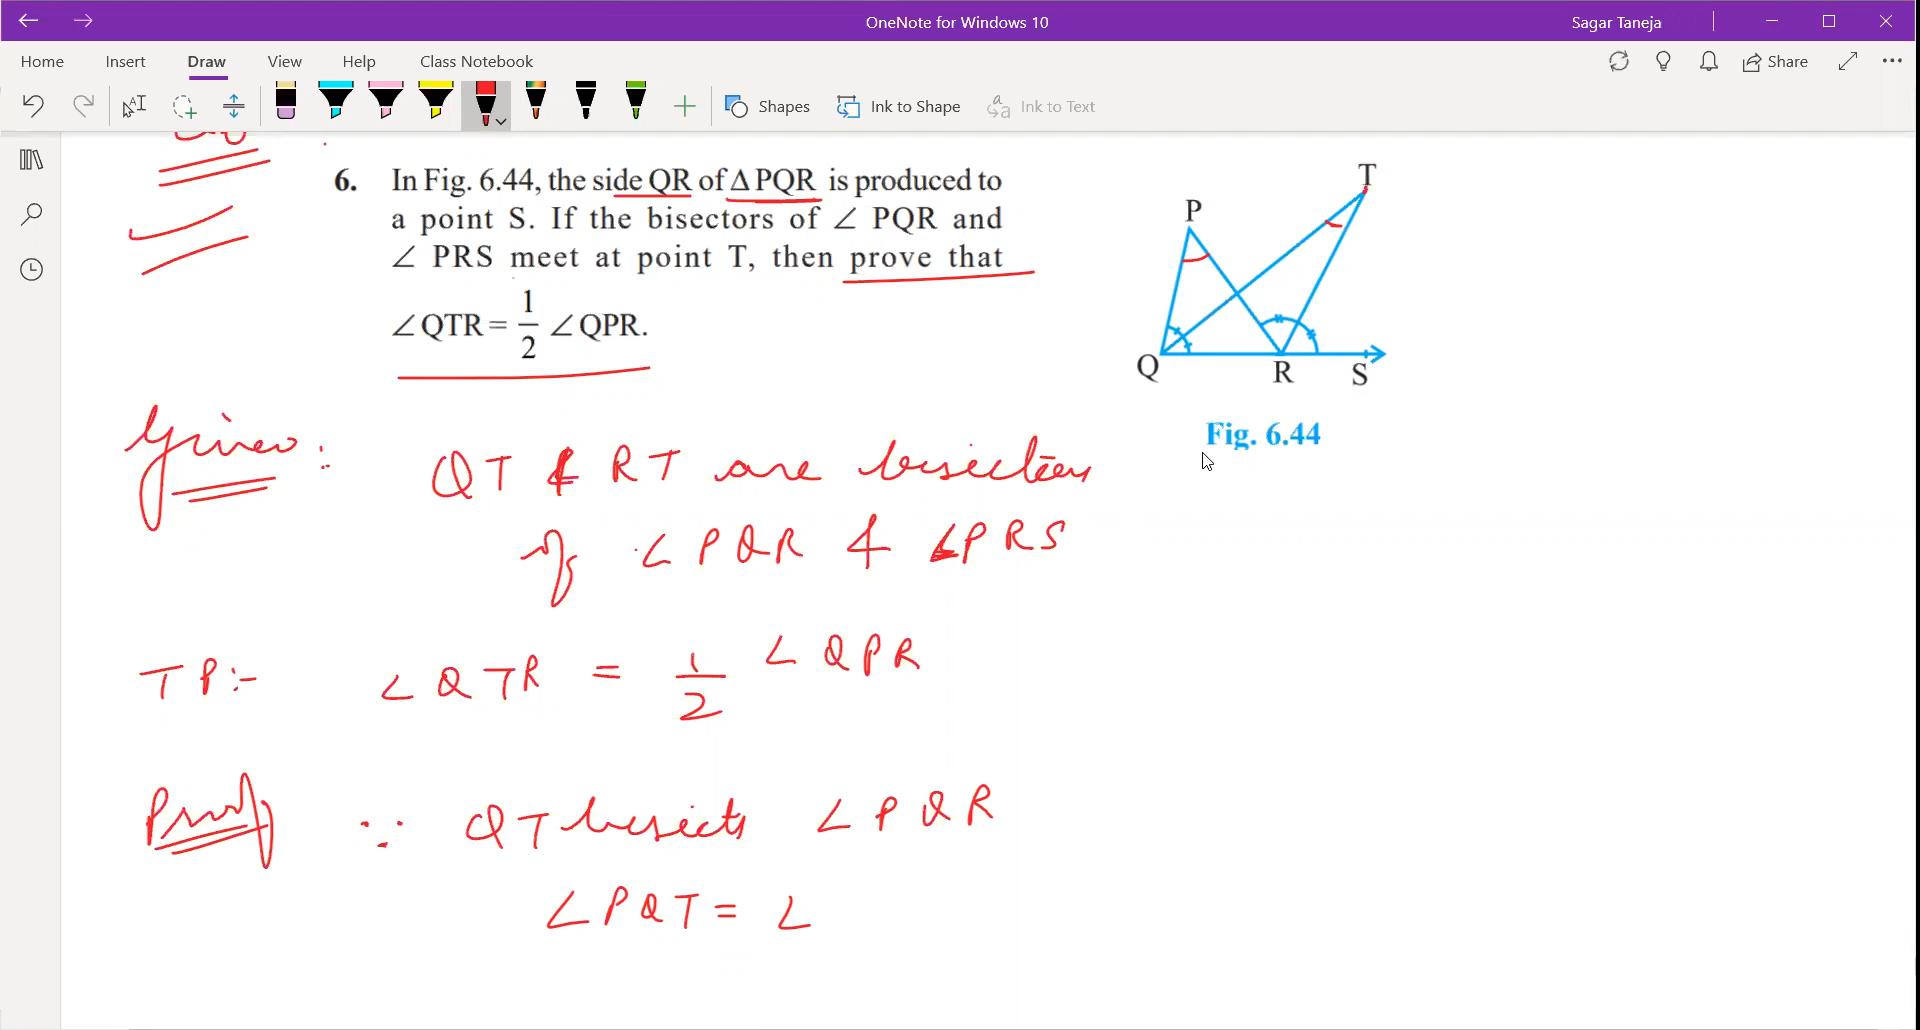 OneNote for Windows 10
Sagar Taneja
Home Insert Draw View Help Class Notebook
Share
Shapes Ink to Shape Ink to Text
6. In Fig. 6.44, the side QR of Δ PQR is produced to
a point S. If the bisectors of ∠ PQR and
∠ PRS meet at point T, then prove that
∠ QTR = 1/2 ∠ QPR.
T
P
Q R S
Fig. 6.44
Given :
QT & RT are bisectors
of ∠ PQR & ∠PRS
TP:- ∠ QTR = 1/2 ∠ QPR
Proof ∵ QT bisects ∠ PQR
∠ PQT = ∠